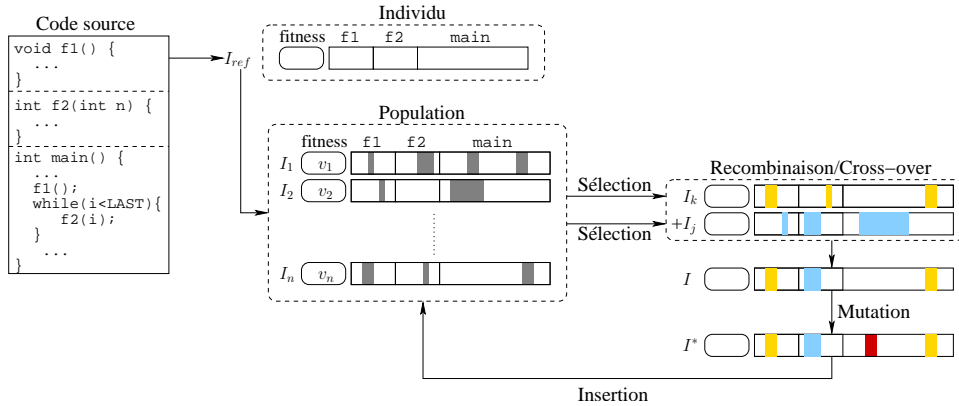 Code source
void f1() {
...
}
int f2(int n) {
...
}
int main() {
...
f1();
while(i<LAST){
f2(i);
}
...
}
I_ref
Individu
fitness f1 f2 main
Population
fitness f1 f2 main
I_1 v_1
I_2 v_2
I_n v_n
Sélection
Sélection
Recombinaison/Cross-over
I_k
+I_j
I
Mutation
I*
Insertion